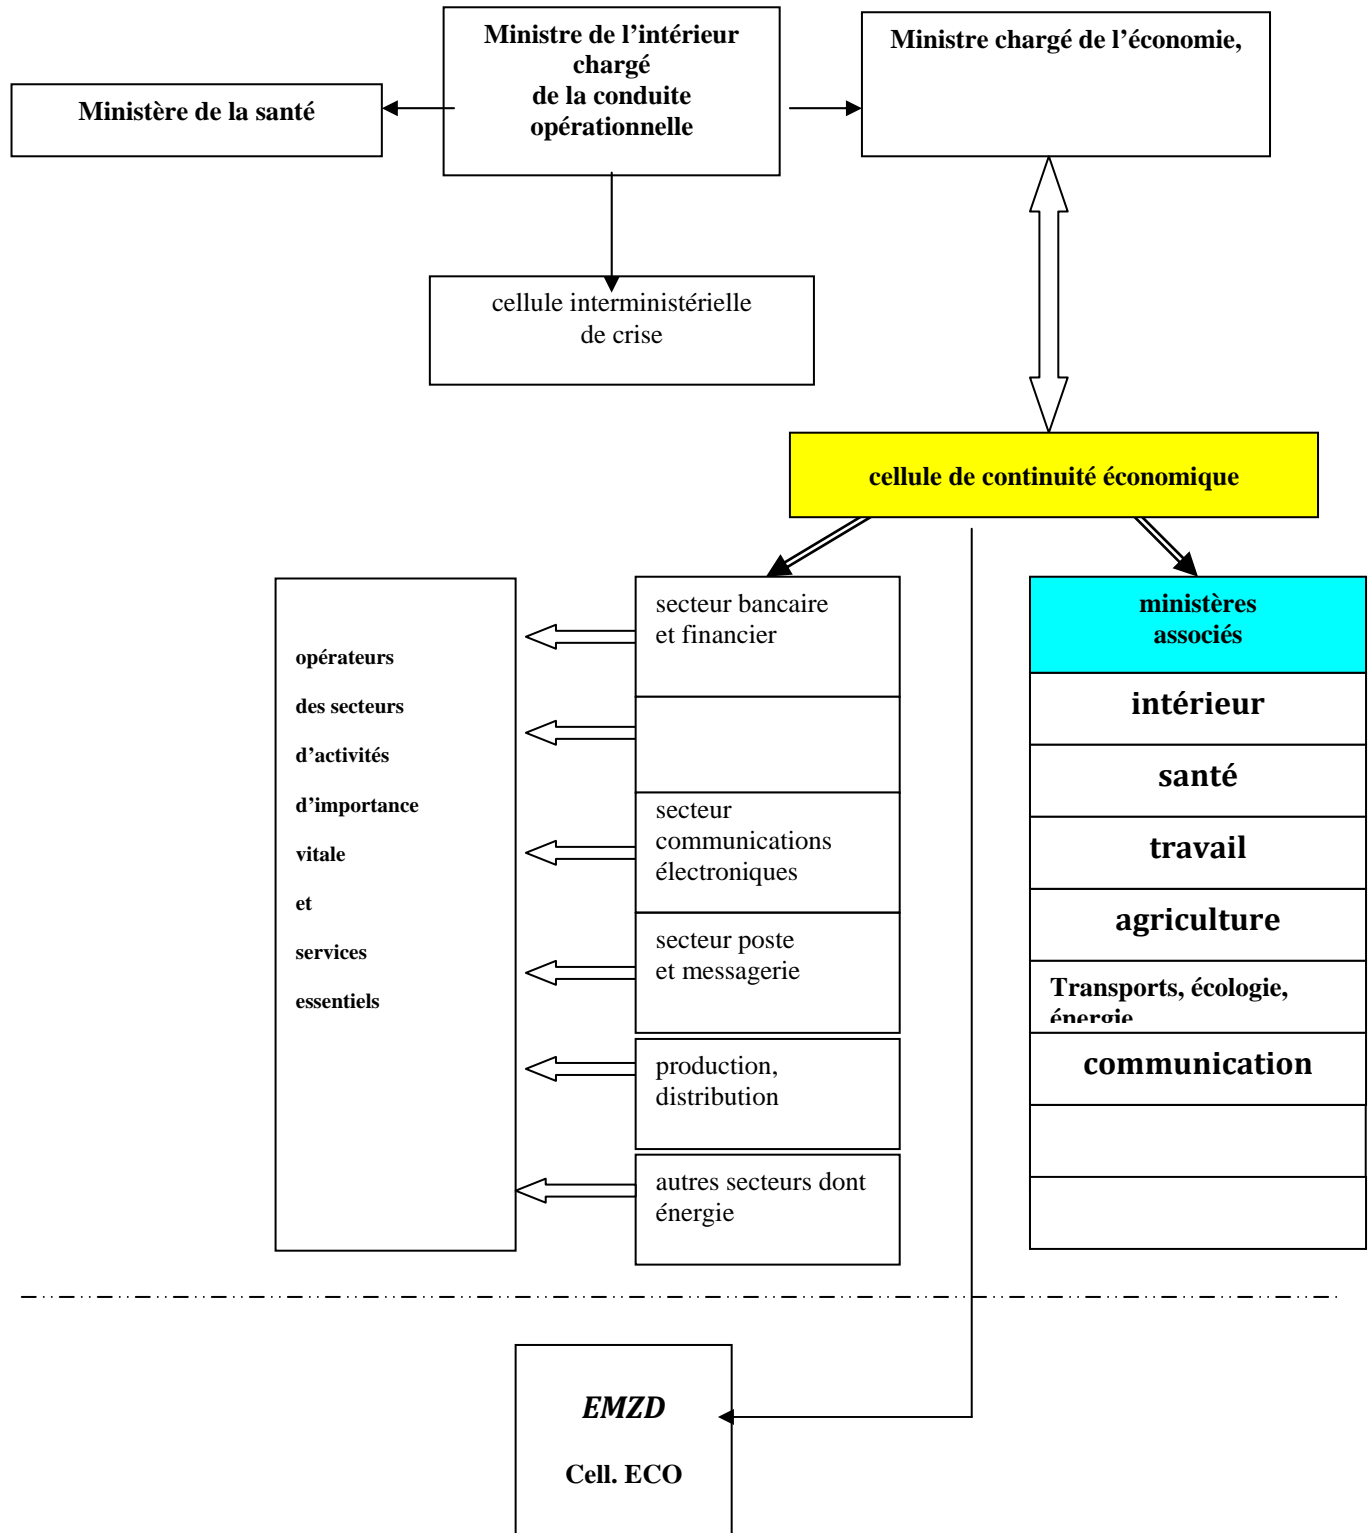 Ministre de l’intérieur
chargé
de la conduite
opérationnelle
Ministre chargé de l’économie,
Ministère de la santé
cellule interministérielle
de crise
cellule de continuité économique
opérateurs
des secteurs
d’activités
d’importance
vitale
et
services
essentiels
secteur bancaire
et financier
secteur
communications
électroniques
secteur poste
et messagerie
production,
distribution
autres secteurs dont
énergie
ministères
associés
intérieur
santé
travail
agriculture
Transports, écologie,
énergie
communication
EMZD
Cell. ECO